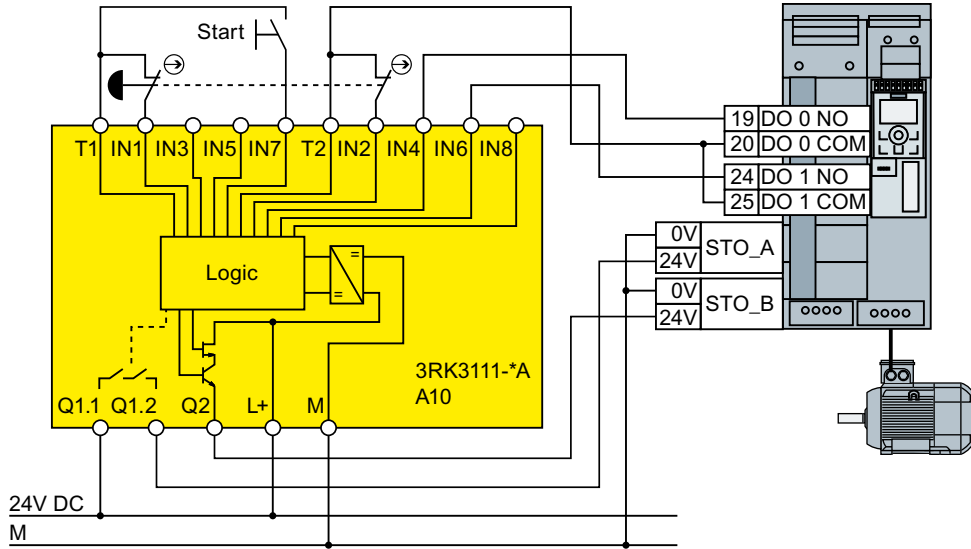 Start
19 DO 0 NO
20 DO 0 COM
24 DO 1 NO
25 DO 1 COM
T1 IN1 IN3 IN5 IN7 T2 IN2 IN4 IN6 IN8
0V
24V
STO_A
0V
24V
STO_B
Logic
=
=
3RK3111-*A
A10
Q1.1 Q1.2 Q2 L+ M
24V DC
M